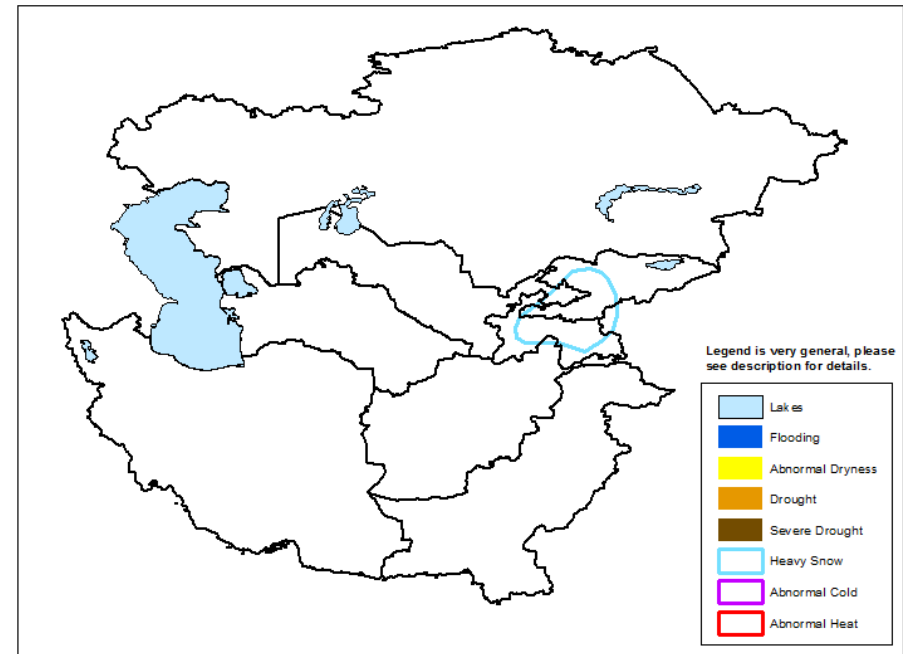 Legend is very general, please
see description for details.
Lakes
Flooding
Abnormal Dryness
Drought
Severe Drought
Heavy Snow
Abnormal Cold
Abnormal Heat